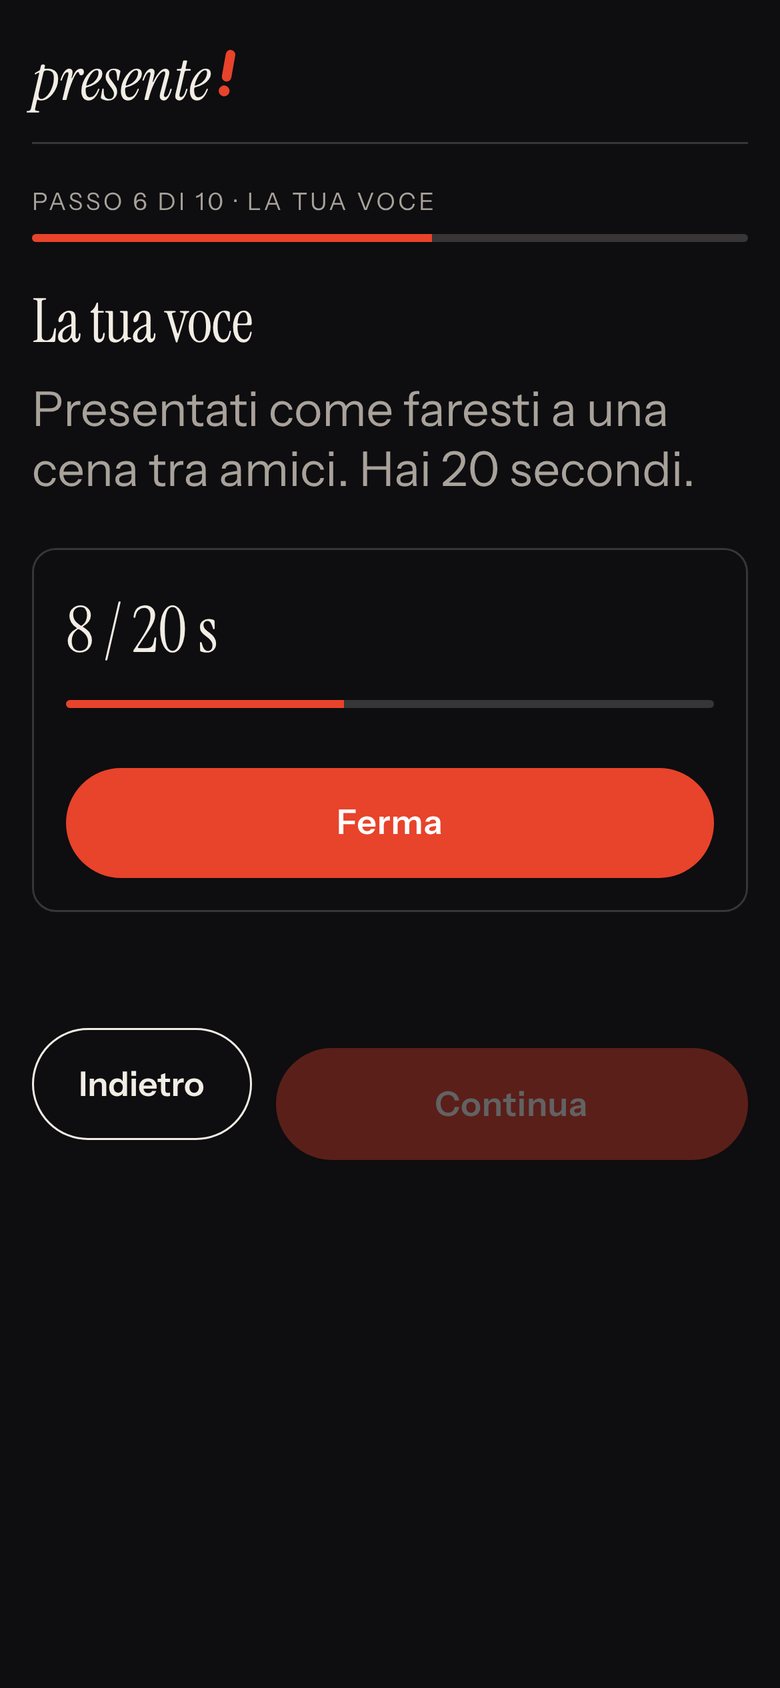 presente!
PASSO 6 DI 10 · LA TUA VOCE
La tua voce
Presentati come faresti a una
cena tra amici. Hai 20 secondi.
8 / 20 s
Ferma
Indietro
Continua